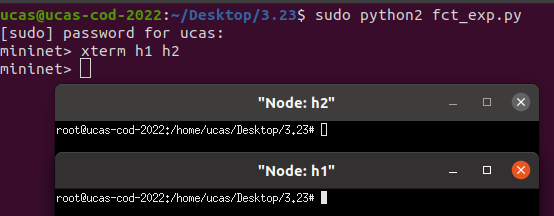 ucas@ucas-cod-2022:~/Desktop/3.23$ sudo python2 fct_exp.py
[sudo] password for ucas:
mininet> xterm h1 h2
mininet>
"Node: h2"
root@ucas-cod-2022:/home/ucas/Desktop/3.23#
"Node: h1"
root@ucas-cod-2022:/home/ucas/Desktop/3.23#